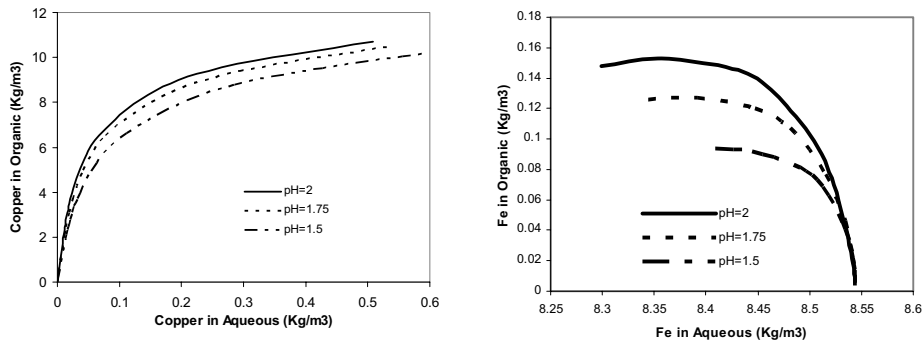 Copper in Organic (Kg/m3)
12
10
8
6
4
2
0
pH=2
pH=1.75
pH=1.5
0 0.1 0.2 0.3 0.4 0.5 0.6
Copper in Aqueous (Kg/m3)
Fe in Organic (Kg/m3)
0.18
0.16
0.14
0.12
0.1
0.08
0.06
0.04
0.02
0
pH=2
pH=1.75
pH=1.5
8.25 8.3 8.35 8.4 8.45 8.5 8.55 8.6
Fe in Aqueous (Kg/m3)